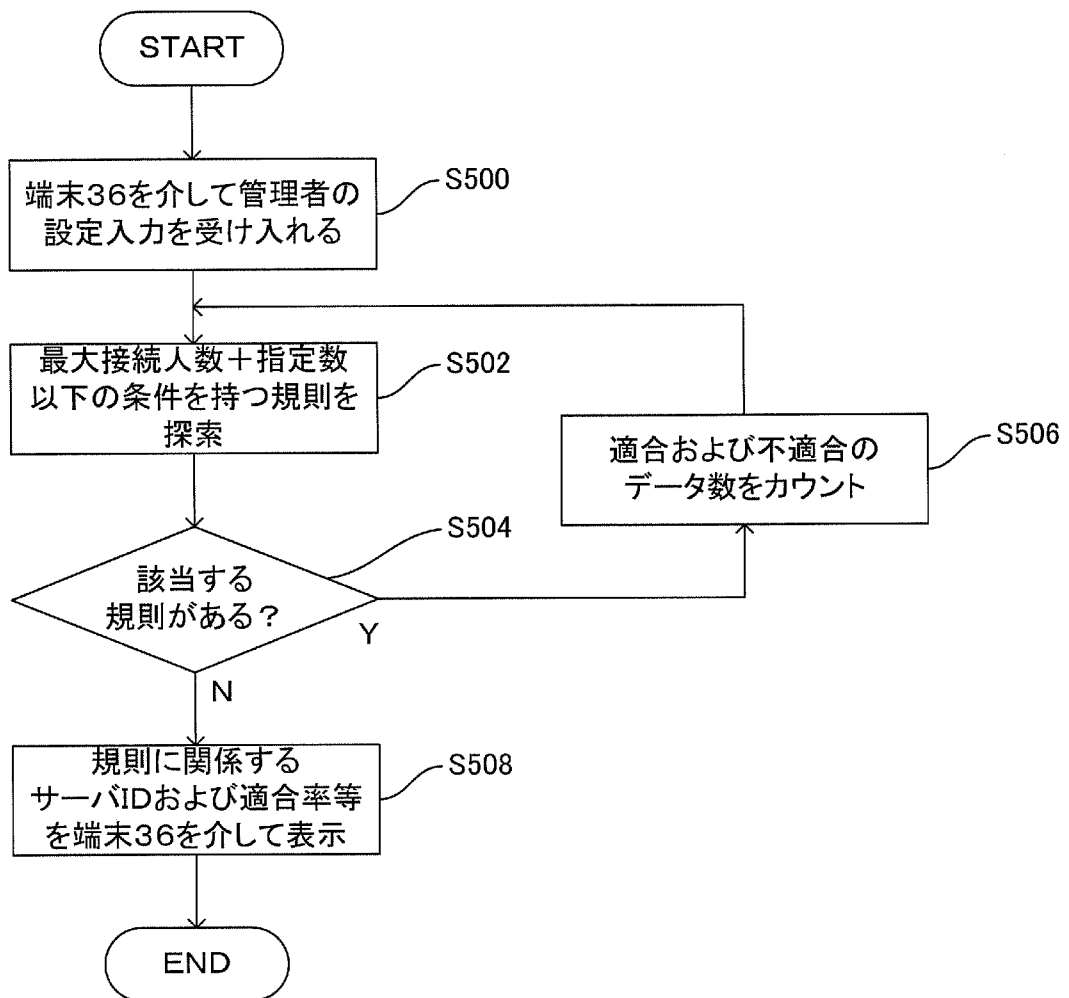 START
端末36を介して管理者の
設定入力を受け入れる
S500
最大接続人数＋指定数
以下の条件を持つ規則を
探索
S502
適合および不適合の
データ数をカウント
S506
該当する
規則がある？
S504
Y
N
規則に関係する
サーバIDおよび適合率等
を端末36を介して表示
S508
END